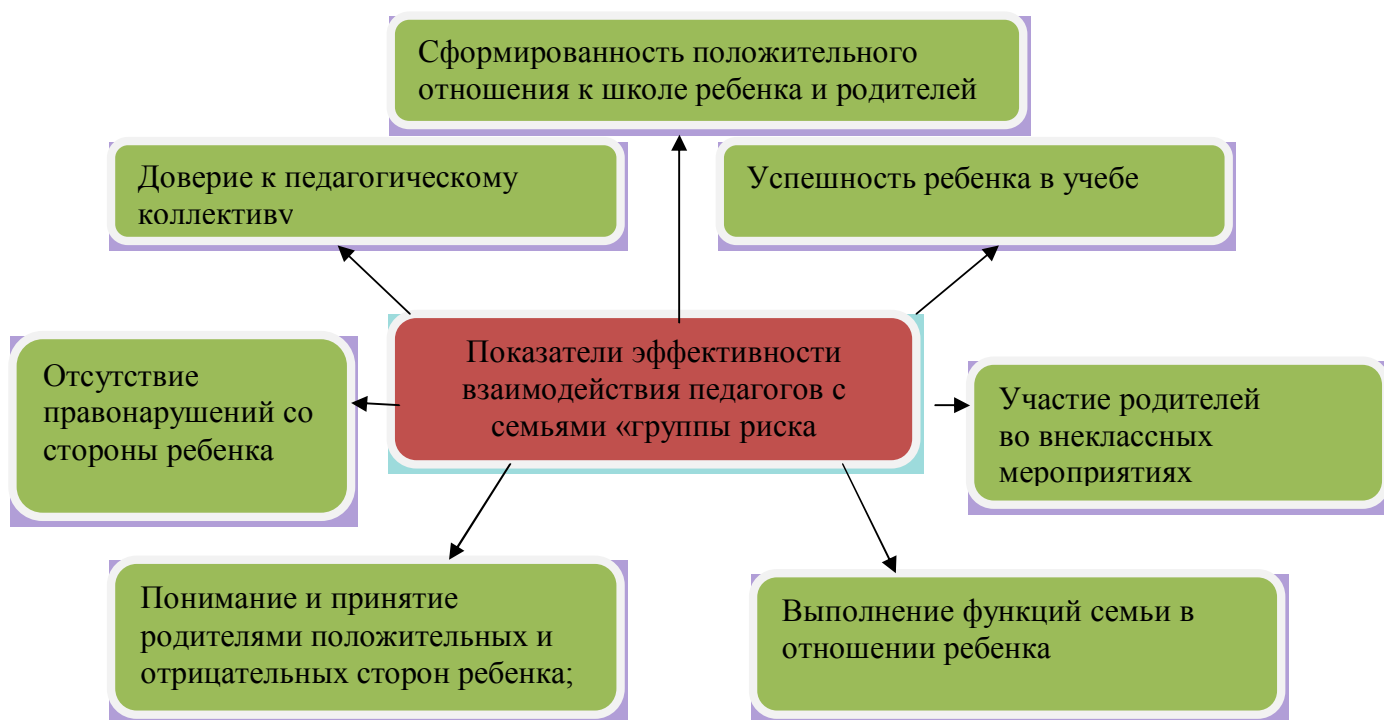 Сформированность положительного
отношения к школе ребенка и родителей
Доверие к педагогическому
коллективу
Успешность ребенка в учебе
Показатели эффективности
взаимодействия педагогов с
семьями «группы риска
Отсутствие
правонарушений со
стороны ребенка
Участие родителей
во внеклассных
мероприятиях
Понимание и принятие
родителями положительных и
отрицательных сторон ребенка;
Выполнение функций семьи в
отношении ребенка